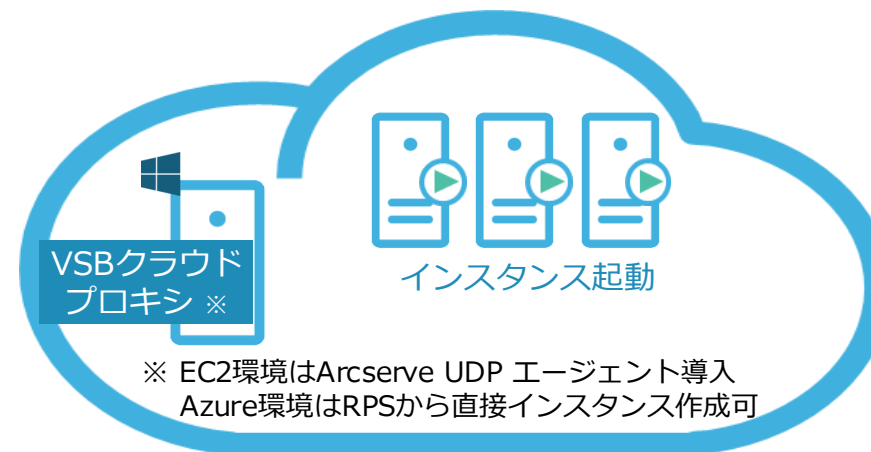 インスタンス起動
VSBクラウド
プロキシ ※
※ EC2環境はArcserve UDP エージェント導入
Azure環境はRPSから直接インスタンス作成可